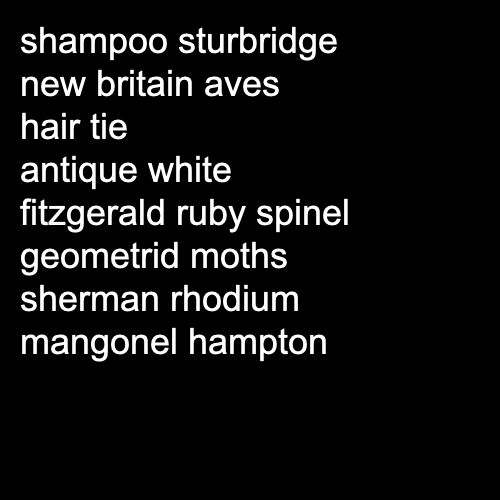 shampoo sturbridge
new britain aves
hair tie
antique white
fitzgerald ruby spinel
geometrid moths
sherman rhodium
mangonel hampton